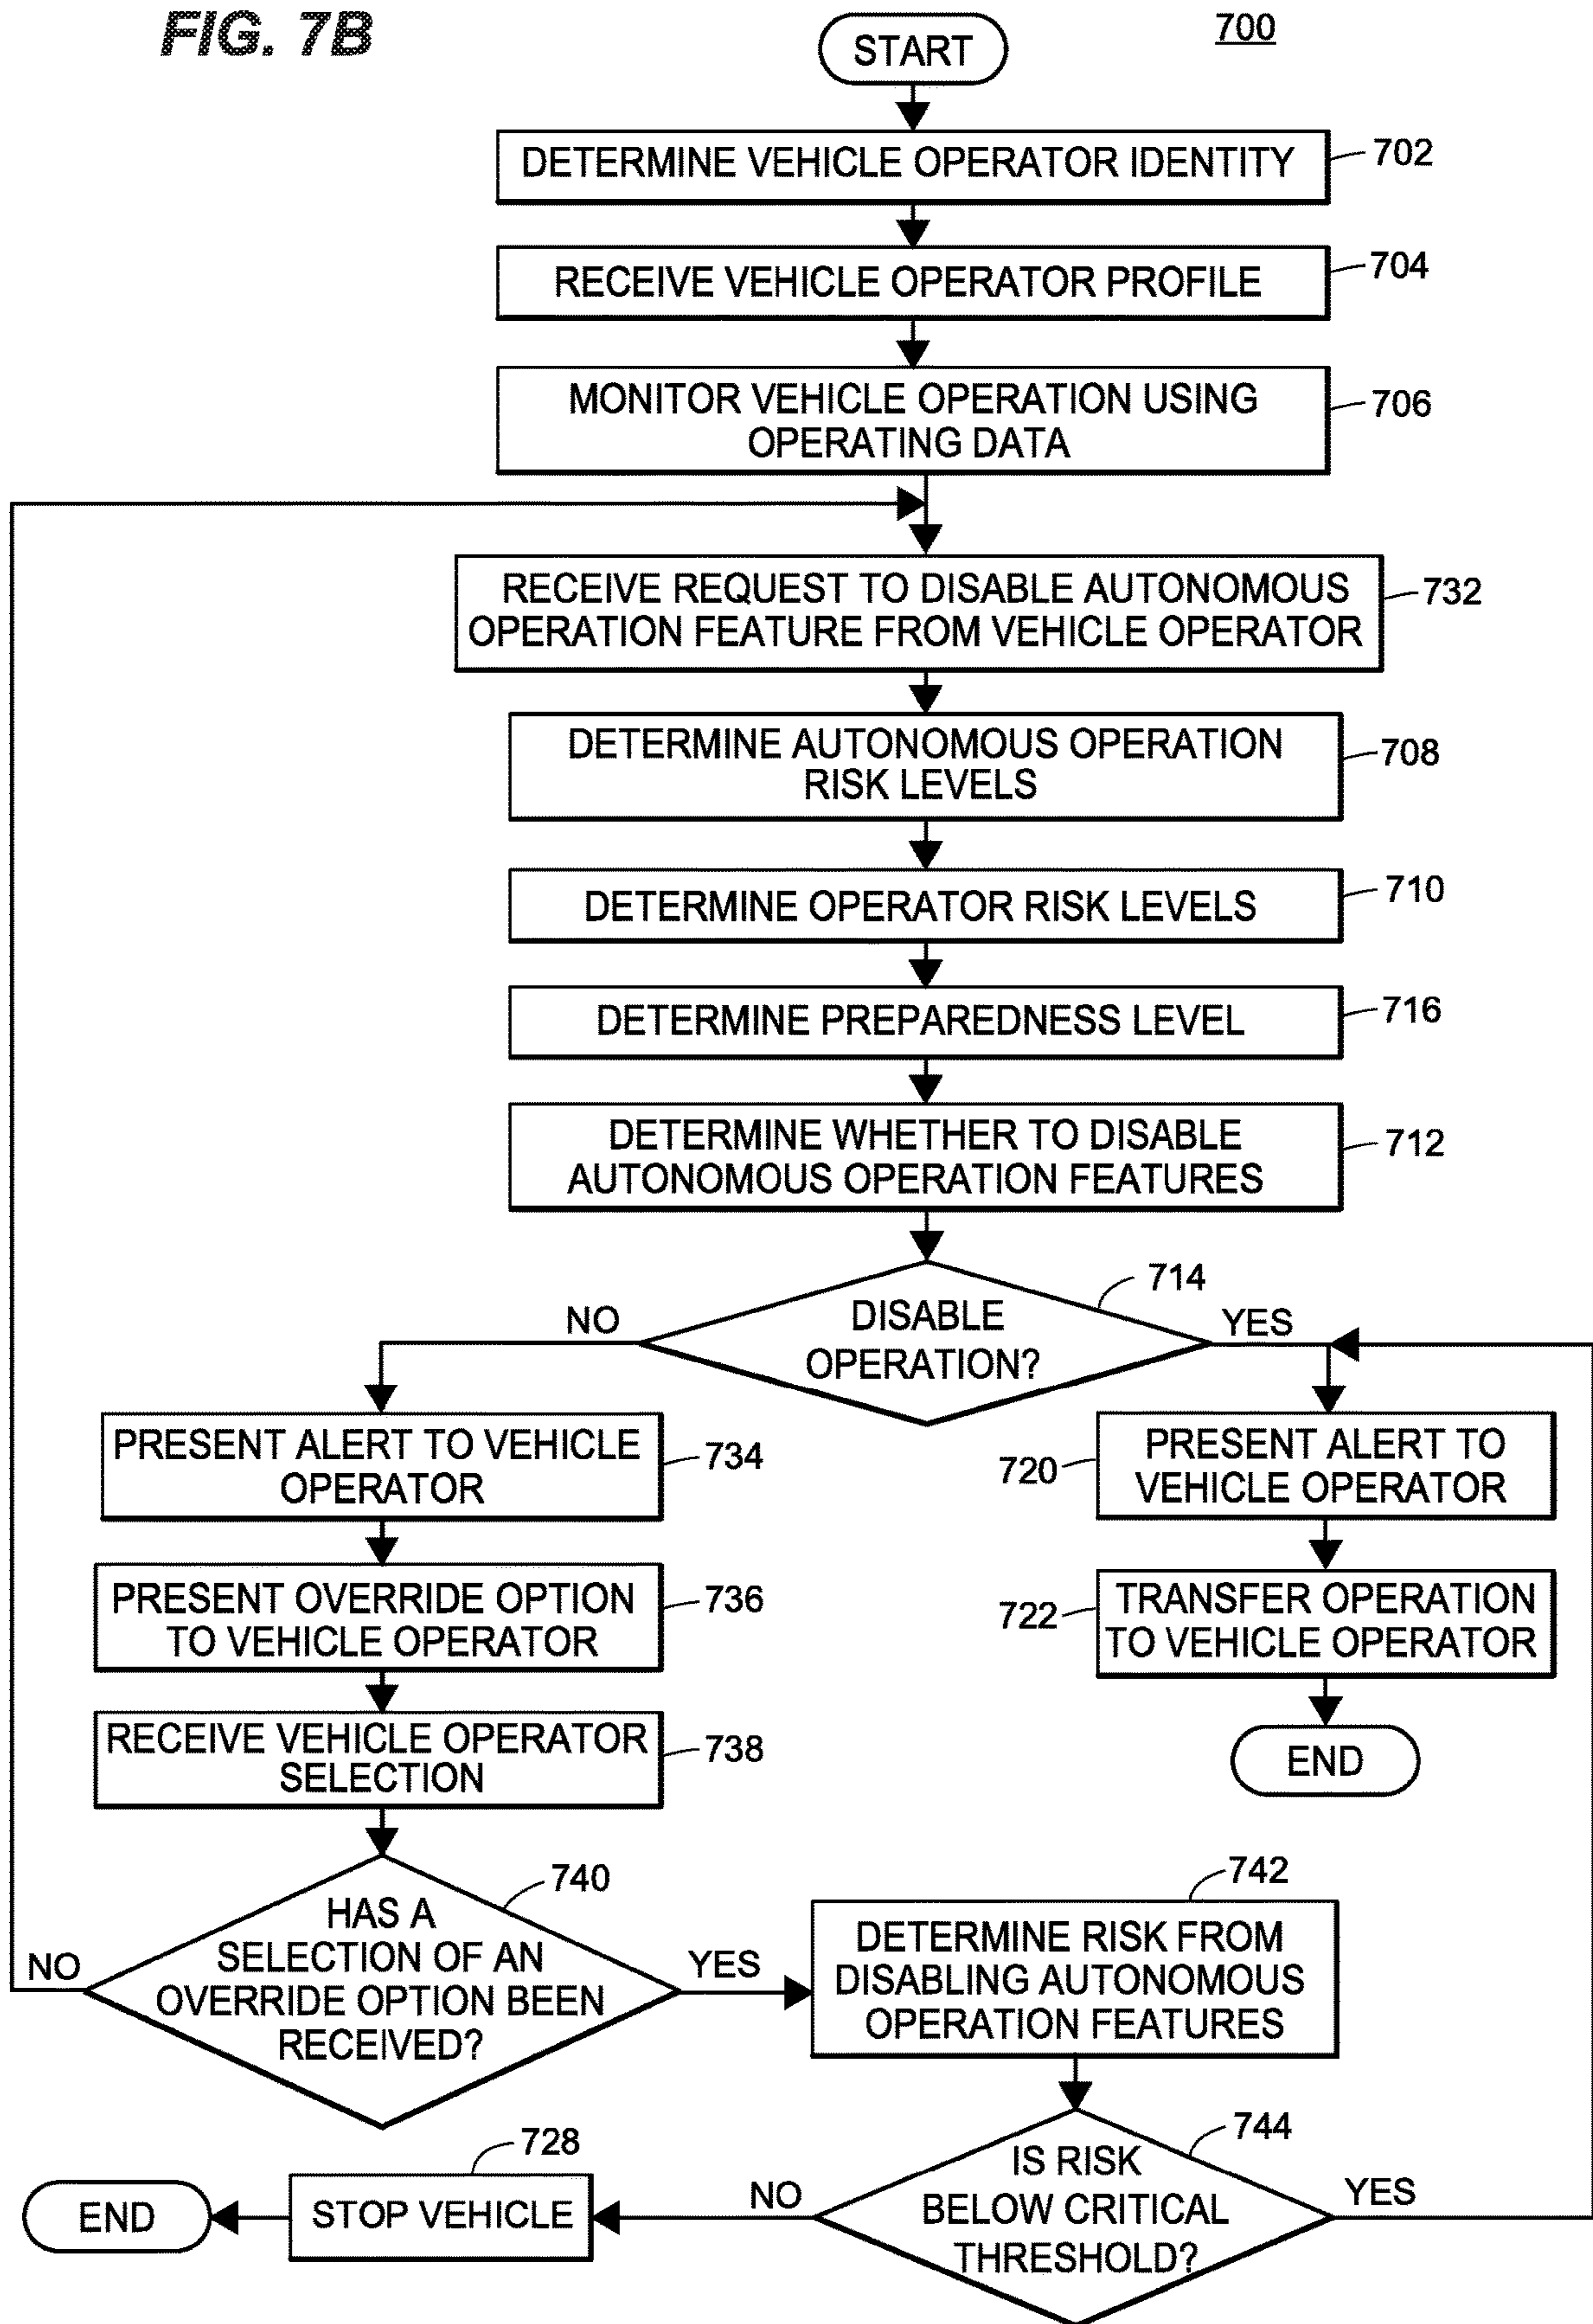 FIG. 7B
700
START
DETERMINE VEHICLE OPERATOR IDENTITY
702
RECEIVE VEHICLE OPERATOR PROFILE
704
MONITOR VEHICLE OPERATION USING
OPERATING DATA
706
RECEIVE REQUEST TO DISABLE AUTONOMOUS
OPERATION FEATURE FROM VEHICLE OPERATOR
732
DETERMINE AUTONOMOUS OPERATION
RISK LEVELS
708
DETERMINE OPERATOR RISK LEVELS
710
DETERMINE PREPAREDNESS LEVEL
716
DETERMINE WHETHER TO DISABLE
AUTONOMOUS OPERATION FEATURES
712
714
DISABLE
OPERATION?
NO
YES
PRESENT ALERT TO VEHICLE
OPERATOR
734
PRESENT ALERT TO
VEHICLE OPERATOR
720
PRESENT OVERRIDE OPTION
TO VEHICLE OPERATOR
736
TRANSFER OPERATION
TO VEHICLE OPERATOR
722
RECEIVE VEHICLE OPERATOR
SELECTION
738
END
740
HAS A
SELECTION OF AN
OVERRIDE OPTION BEEN
RECEIVED?
NO
YES
742
DETERMINE RISK FROM
DISABLING AUTONOMOUS
OPERATION FEATURES
744
IS RISK
BELOW CRITICAL
THRESHOLD?
NO
YES
728
STOP VEHICLE
END